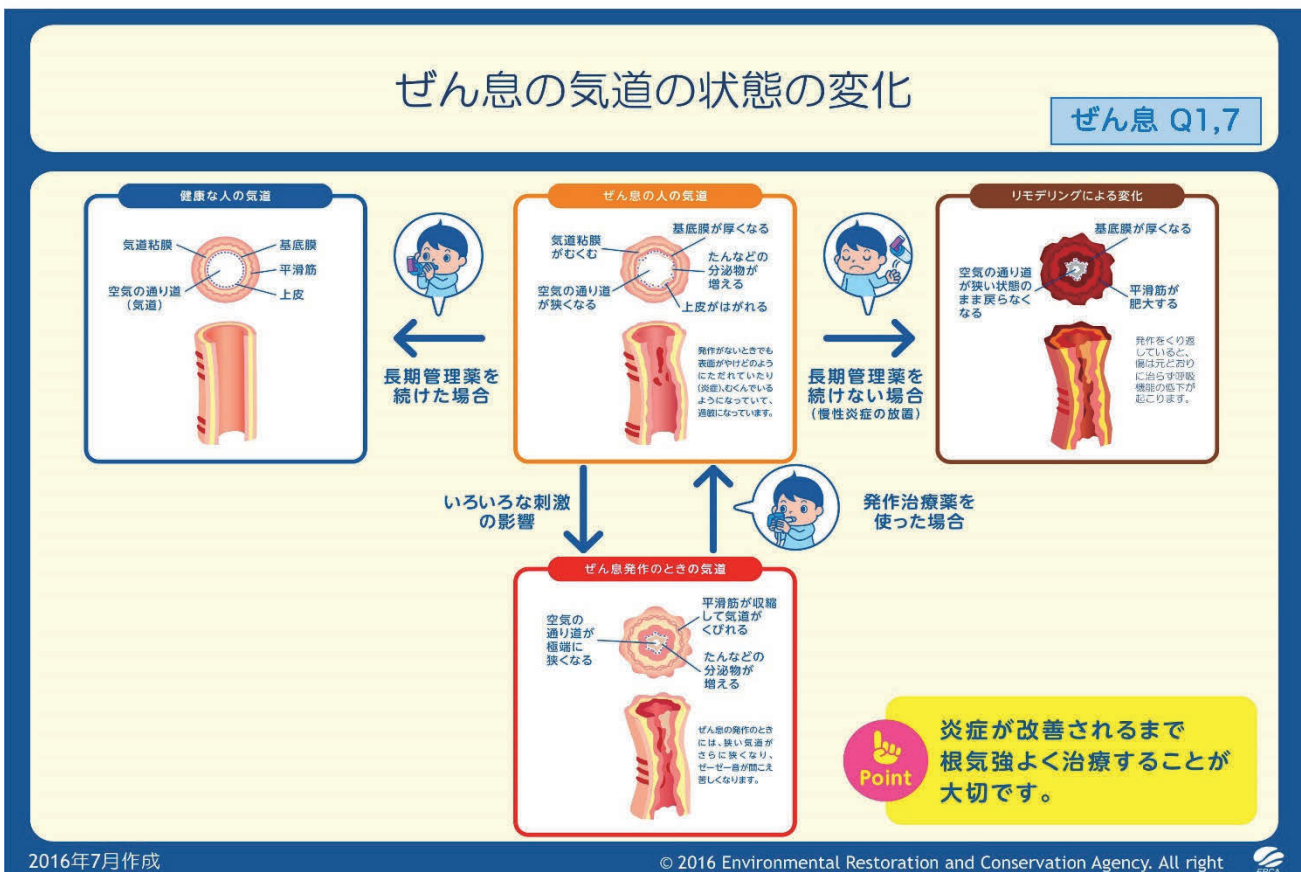 ぜん息の気道の状態の変化
ぜん息 Q1,7
健康な人の気道
気道粘膜
空気の通り道
(気道)
基底膜
平滑筋
上皮
長期管理薬を
続けた場合
ぜん息の人の気道
気道粘膜
がむくむ
空気の通り道
が狭くなる
基底膜が厚くなる
たんなどの
分泌物が
増える
上皮がはがれる
発作がないときでも
表面がやけどのよう
にただれていたり
(炎症)、むくんでいる
ようになっていて、
過敏になっています。
長期管理薬を
続けない場合
(慢性炎症の放置)
リモデリングによる変化
基底膜が厚くなる
空気の通り道
が狭い状態の
まま戻らなく
なる
平滑筋が
肥大する
発作をくり返
していると、
傷は元どおり
に治らず呼吸
機能の低下が
起こります。
いろいろな刺激
の影響
発作治療薬を
使った場合
ぜん息発作のときの気道
空気の
通り道が
極端に
狭くなる
平滑筋が収縮
して気道が
くびれる
たんなどの
分泌物が
増える
ぜん息の発作のとき
には、狭い気道が
さらに狭くなり、
ゼーゼー音が聞こえ
苦しくなります。
Point
炎症が改善されるまで
根気強よく治療することが
大切です。
2016年7月作成
© 2016 Environmental Restoration and Conservation Agency. All right
ERCA